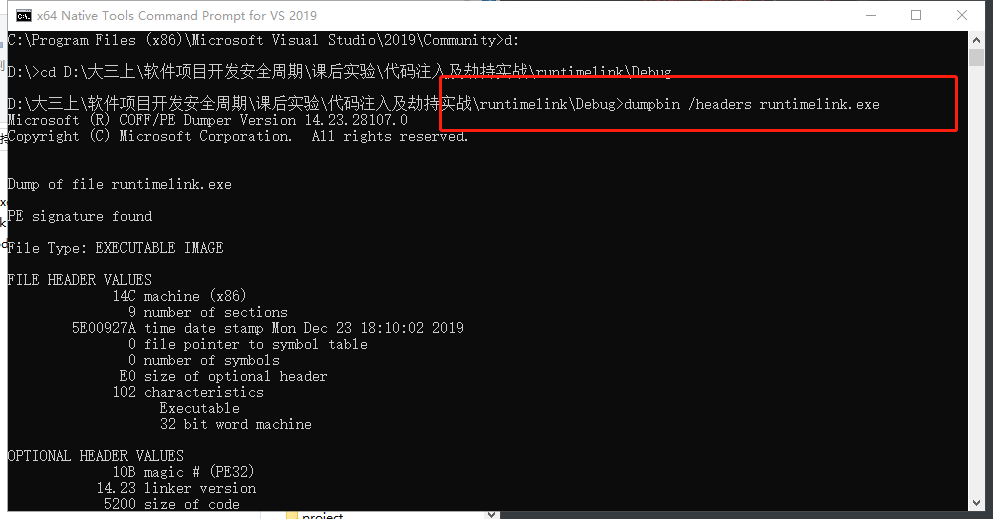 x64 Native Tools Command Prompt for VS 2019
C:\Program Files (x86)\Microsoft Visual Studio\2019\Community>d:
D:\>cd D:\大三上\软件项目开发安全周期\课后实验\代码注入及劫持实战\runtimelink\Debug
D:\大三上\软件项目开发安全周期\课后实验\代码注入及劫持实战\runtimelink\Debug>dumpbin /headers runtimelink.exe
Microsoft (R) COFF/PE Dumper Version 14.23.28107.0
Copyright (C) Microsoft Corporation.  All rights reserved.
Dump of file runtimelink.exe
PE signature found
File Type: EXECUTABLE IMAGE
FILE HEADER VALUES
14C machine (x86)
9 number of sections
5E00927A time date stamp Mon Dec 23 18:10:02 2019
0 file pointer to symbol table
0 number of symbols
E0 size of optional header
102 characteristics
Executable
32 bit word machine
OPTIONAL HEADER VALUES
10B magic # (PE32)
14.23 linker version
5200 size of code
project